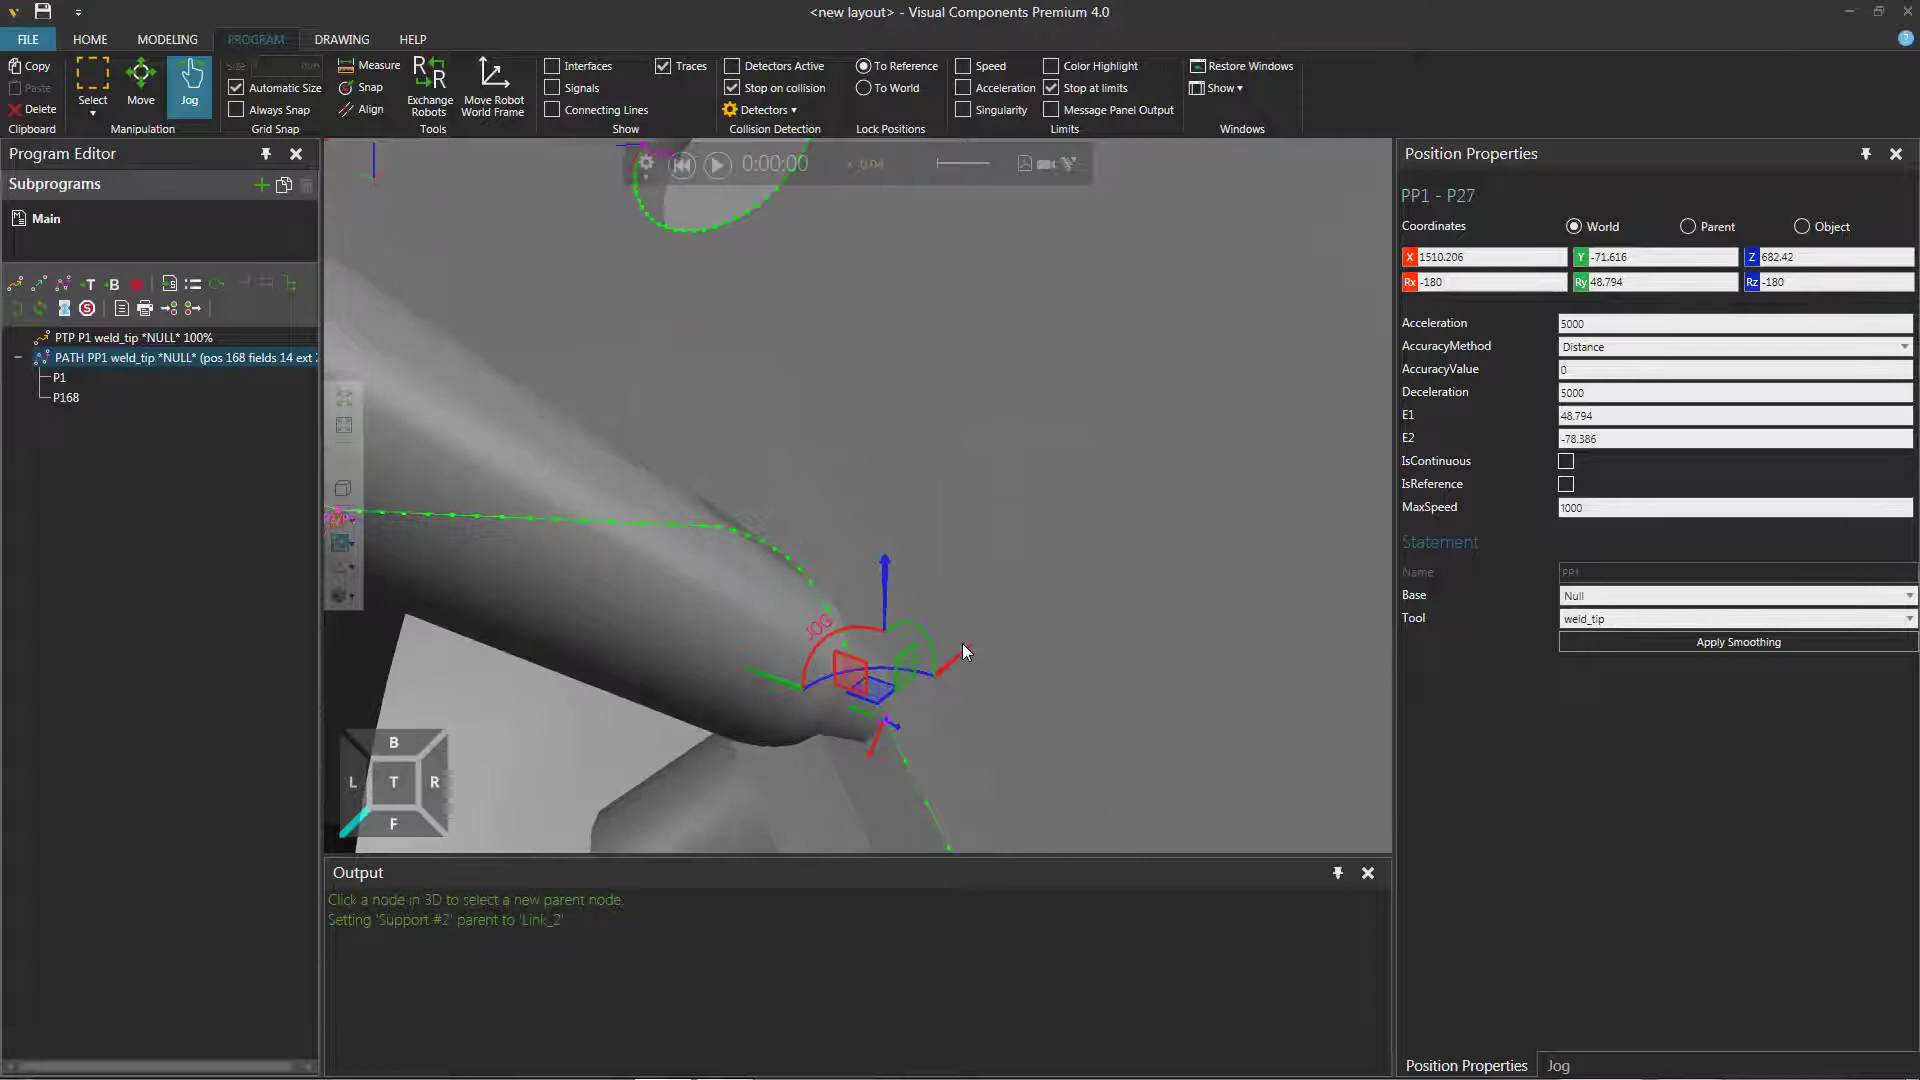 <new layout> - Visual Components Premium 4.0
FILE
HOME
MODELING
PROGRAM
DRAWING
HELP
Copy
Paste
Delete
Clipboard
Select
Move
Jog
Manipulation
Size
mm
Automatic Size
Always Snap
Grid Snap
Measure
Snap
Align
Exchange
Robots
Move Robot
World Frame
Tools
Interfaces
Signals
Connecting Lines
Traces
Show
Detectors Active
Stop on collision
Detectors
Collision Detection
To Reference
To World
Lock Positions
Speed
Acceleration
Singularity
Color Highlight
Stop at limits
Message Panel Output
Limits
Restore Windows
Show
Windows
Program Editor
Subprograms
Main
PTP P1 weld_tip *NULL* 100%
PATH PP1 weld_tip *NULL* (pos 168 fields 14 ext 2
P1
P168
0:00:00
x 0.04
JOG
B
L
T
R
F
Output
Click a node in 3D to select a new parent node.
Setting 'Support #2' parent to 'Link_2'
Position Properties
PP1 - P27
Coordinates
World
Parent
Object
X 1510.206
Y -71.616
Z 682.42
Rx -180
Ry 48.794
Rz -180
Acceleration 5000
AccuracyMethod Distance
AccuracyValue 0
Deceleration 5000
E1 48.794
E2 -78.386
IsContinuous
IsReference
MaxSpeed 1000
Statement
Name PP1
Base Null
Tool weld_tip
Apply Smoothing
Position Properties
Jog